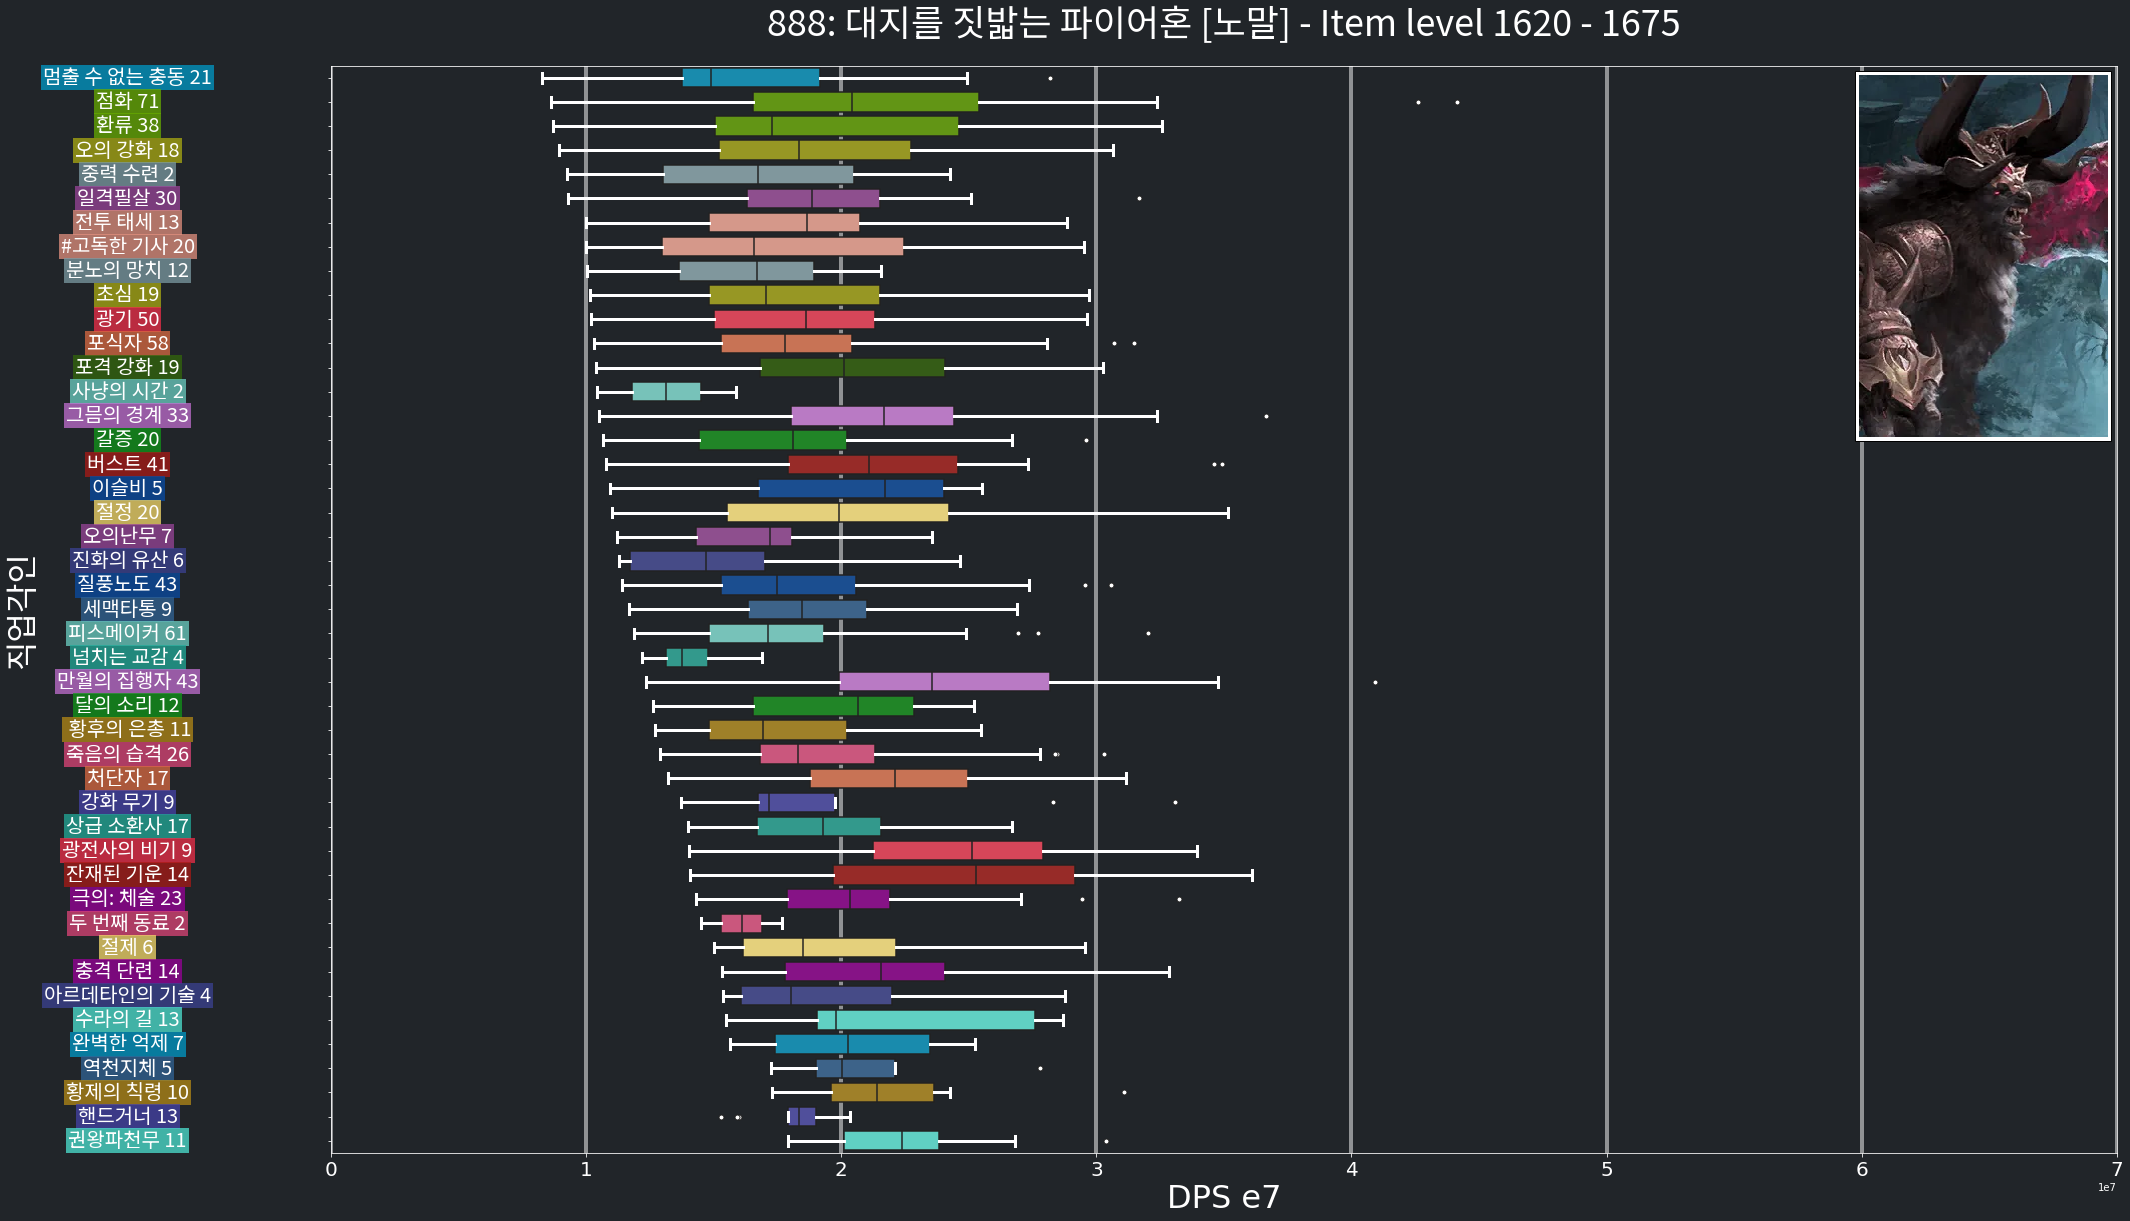 888: 대지를 짓밟는 파이어혼 [노말] - Item level 1620 - 1675
멈출 수 없는 충동 21
점화 71
환류 38
오의 강화 18
중력 수련 2
일격필살 30
전투 태세 13
#고독한 기사 20
분노의 망치 12
초심 19
광기 50
포식자 58
포격 강화 19
사냥의 시간 2
그믐의 경계 33
갈증 20
버스트 41
이슬비 5
절정 20
오의난무 7
진화의 유산 6
질풍노도 43
세맥타통 9
피스메이커 61
넘치는 교감 4
만월의 집행자 43
달의 소리 12
황후의 은총 11
죽음의 습격 26
처단자 17
강화 무기 9
상급 소환사 17
광전사의 비기 9
잔재된 기운 14
극의: 체술 23
두 번째 동료 2
절제 6
충격 단련 14
아르데타인의 기술 4
수라의 길 13
완벽한 억제 7
역천지체 5
황제의 칙령 10
핸드거너 13
권왕파천무 11
직업각인
0 1 2 3 4 5 6 7
1e7
DPS e7